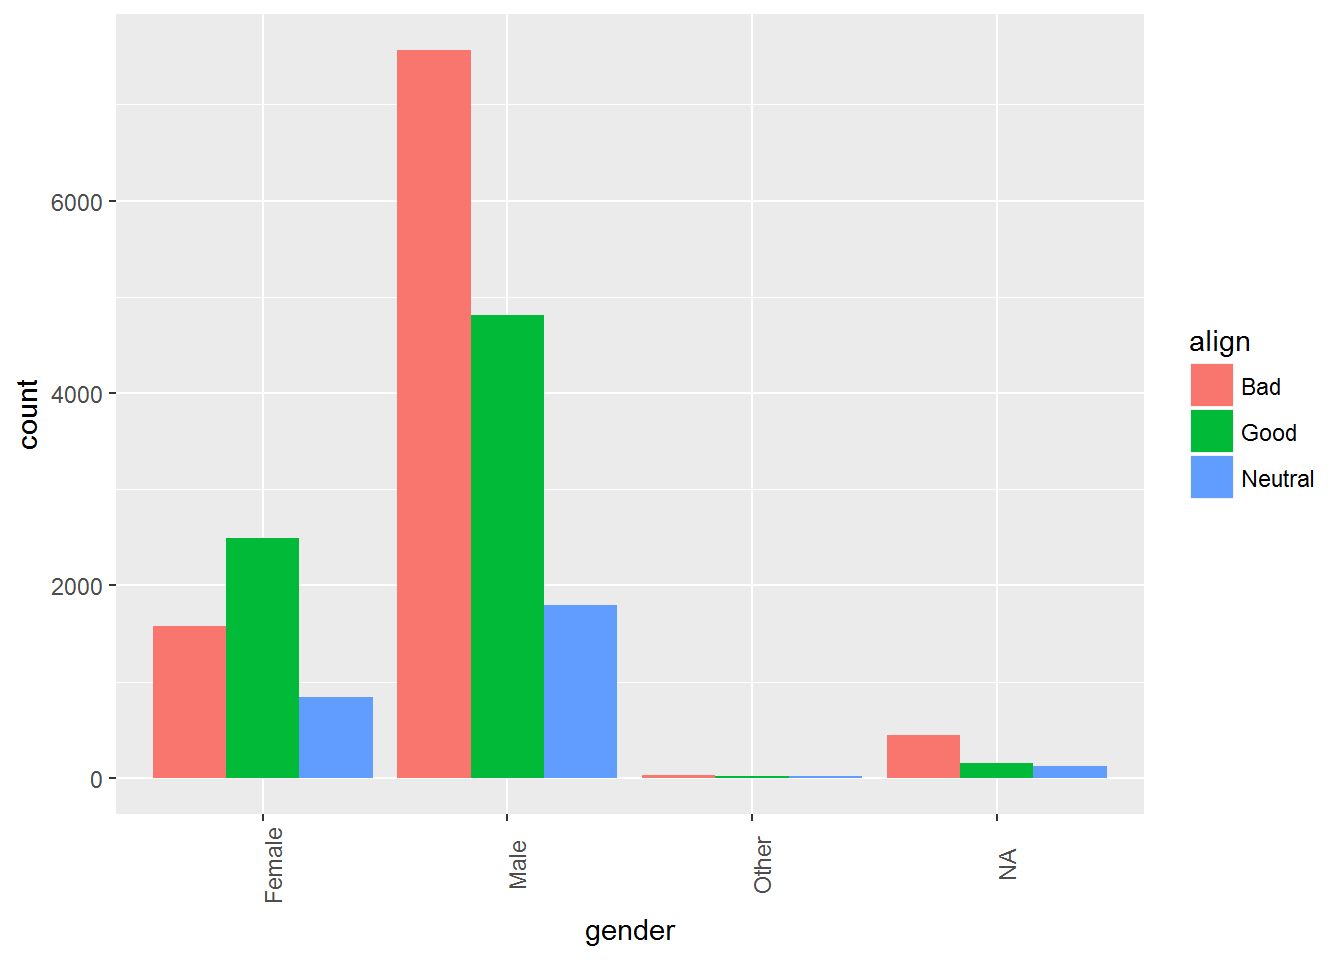 6000
4000
2000
0
count
Female
Male
Other
NA
gender
align
Bad
Good
Neutral